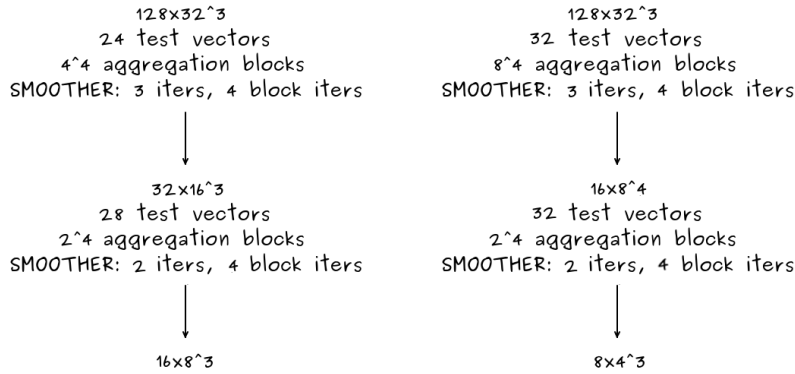 128x32^3
24 test vectors
4^4 aggregation blocks
SMOOTHER: 3 iters, 4 block iters
32x16^3
28 test vectors
2^4 aggregation blocks
SMOOTHER: 2 iters, 4 block iters
16x8^3
128x32^3
32 test vectors
8^4 aggregation blocks
SMOOTHER: 3 iters, 4 block iters
16x8^4
32 test vectors
2^4 aggregation blocks
SMOOTHER: 2 iters, 4 block iters
8x4^3